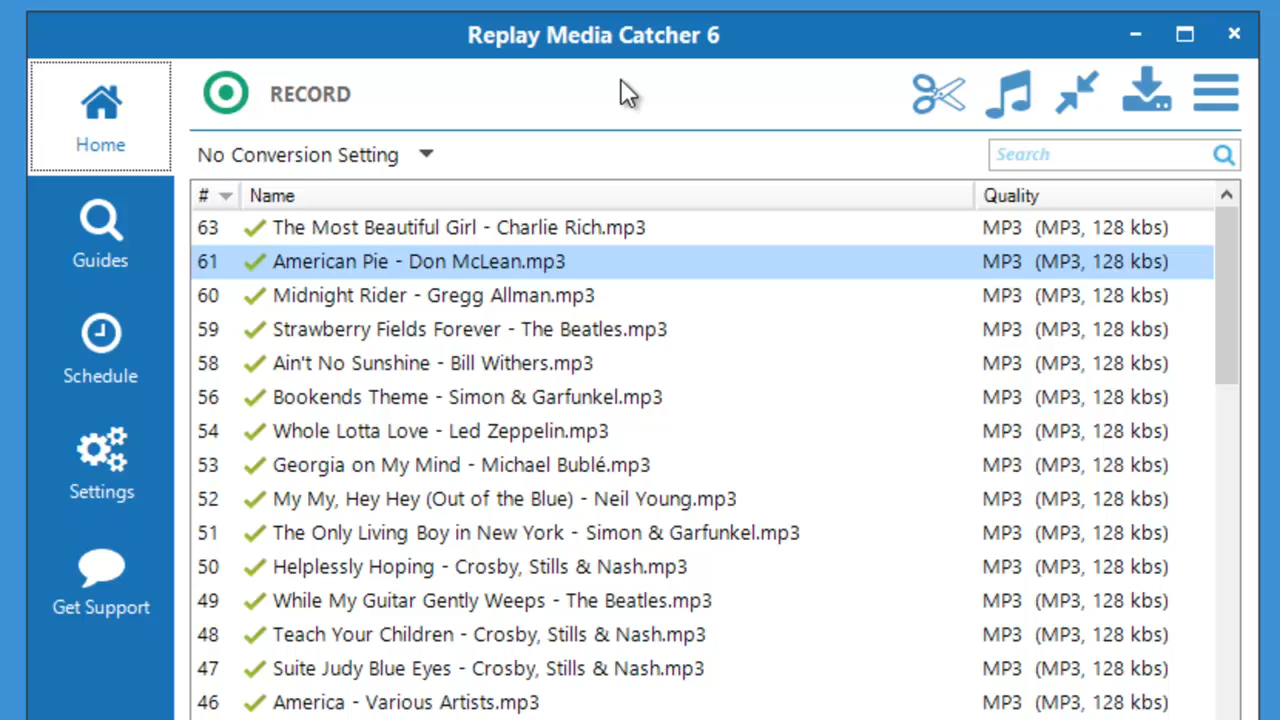 Replay Media Catcher 6
Home
RECORD
No Conversion Setting
Search
# Name Quality
63 The Most Beautiful Girl - Charlie Rich.mp3 MP3 (MP3, 128 kbs)
61 American Pie - Don McLean.mp3 MP3 (MP3, 128 kbs)
60 Midnight Rider - Gregg Allman.mp3 MP3 (MP3, 128 kbs)
59 Strawberry Fields Forever - The Beatles.mp3 MP3 (MP3, 128 kbs)
58 Ain't No Sunshine - Bill Withers.mp3 MP3 (MP3, 128 kbs)
56 Bookends Theme - Simon & Garfunkel.mp3 MP3 (MP3, 128 kbs)
54 Whole Lotta Love - Led Zeppelin.mp3 MP3 (MP3, 128 kbs)
53 Georgia on My Mind - Michael Bublé.mp3 MP3 (MP3, 128 kbs)
52 My My, Hey Hey (Out of the Blue) - Neil Young.mp3 MP3 (MP3, 128 kbs)
51 The Only Living Boy in New York - Simon & Garfunkel.mp3 MP3 (MP3, 128 kbs)
50 Helplessly Hoping - Crosby, Stills & Nash.mp3 MP3 (MP3, 128 kbs)
49 While My Guitar Gently Weeps - The Beatles.mp3 MP3 (MP3, 128 kbs)
48 Teach Your Children - Crosby, Stills & Nash.mp3 MP3 (MP3, 128 kbs)
47 Suite Judy Blue Eyes - Crosby, Stills & Nash.mp3 MP3 (MP3, 128 kbs)
46 America - Various Artists.mp3 MP3 (MP3, 128 kbs)
Guides
Schedule
Settings
Get Support